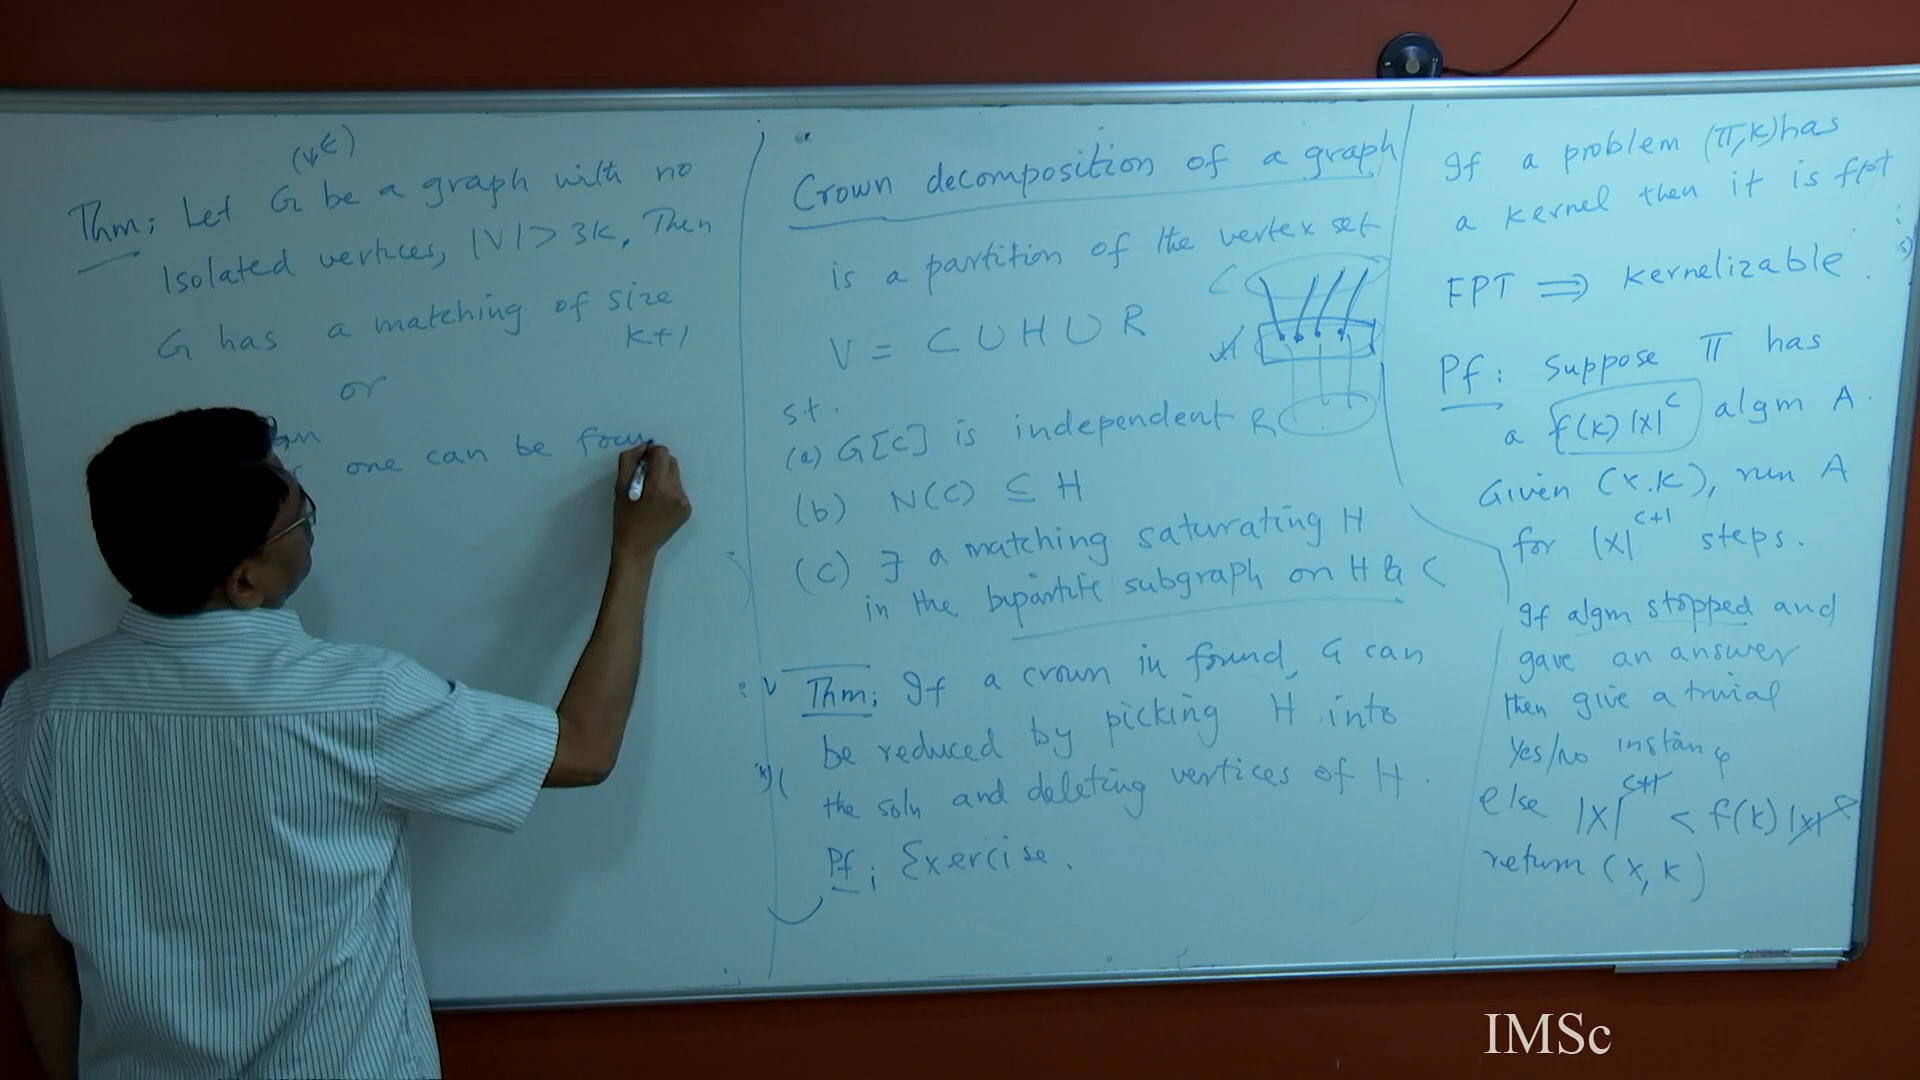 (V,E)
Thm: Let G be a graph with no
Isolated vertices, |V| > 3k, Then
G has a matching of size
k+1
or
one can be foun
Crown decomposition of a graph
is a partition of the vertex set
V = C ∪ H ∪ R
s.t.
(a) G[C] is independent
(b) N(C) ⊆ H
(c) ∃ a matching saturating H
in the bipartite subgraph on H & C
C
H
R
Thm: If a crown in found, G can
be reduced by picking H into
the soln and deleting vertices of H.
Pf: Exercise.
If a problem (π,k) has
a kernel then it is fpt
FPT ⟹ kernelizable.
Pf: Suppose π has
a f(k)|x|^c algm A.
Given (x.k), run A
for |x|^c+1 steps.
If algm stopped and
gave an answer
then give a trivial
Yes/no instan
else |x|^c+1 < f(k)|x|^c
return (x,k)
IMSc